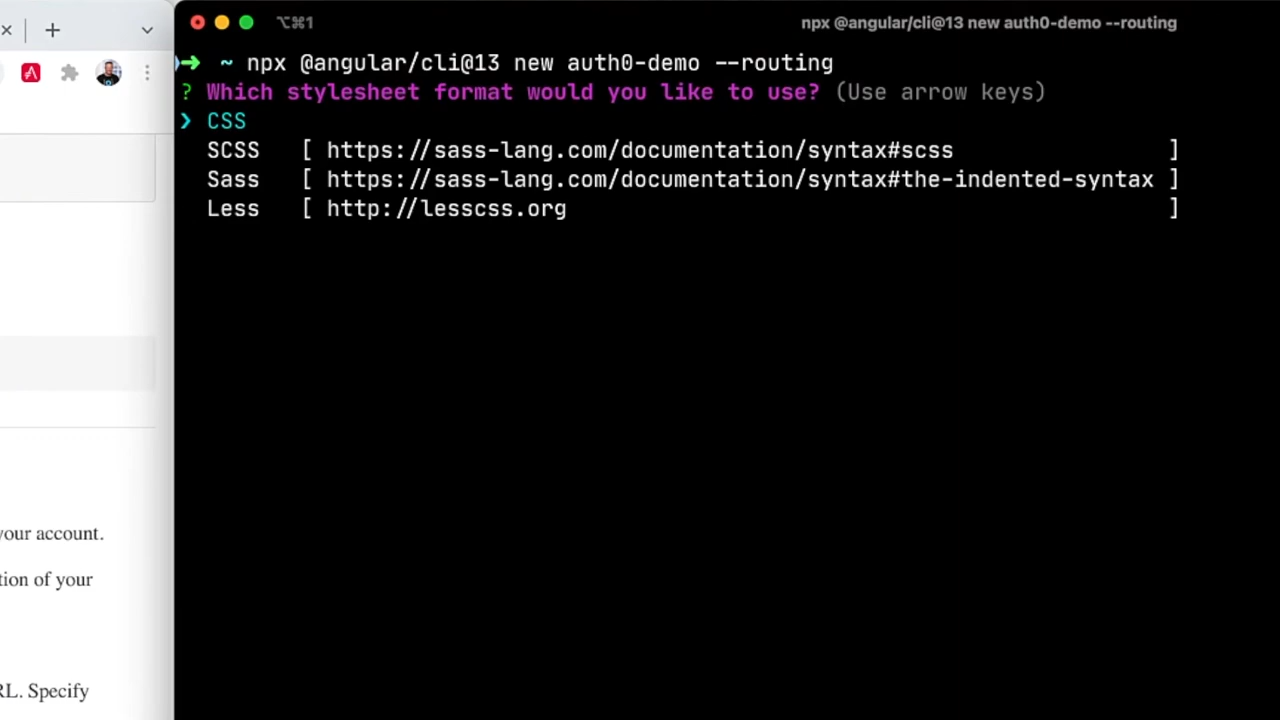 ⌥⌘1
npx @angular/cli@13 new auth0-demo --routing
➜ ~ npx @angular/cli@13 new auth0-demo --routing
? Which stylesheet format would you like to use? (Use arrow keys)
❯ CSS
SCSS [ https://sass-lang.com/documentation/syntax#scss ]
Sass [ https://sass-lang.com/documentation/syntax#the-indented-syntax ]
Less [ http://lesscss.org ]
your account.
tion of your
RL. Specify